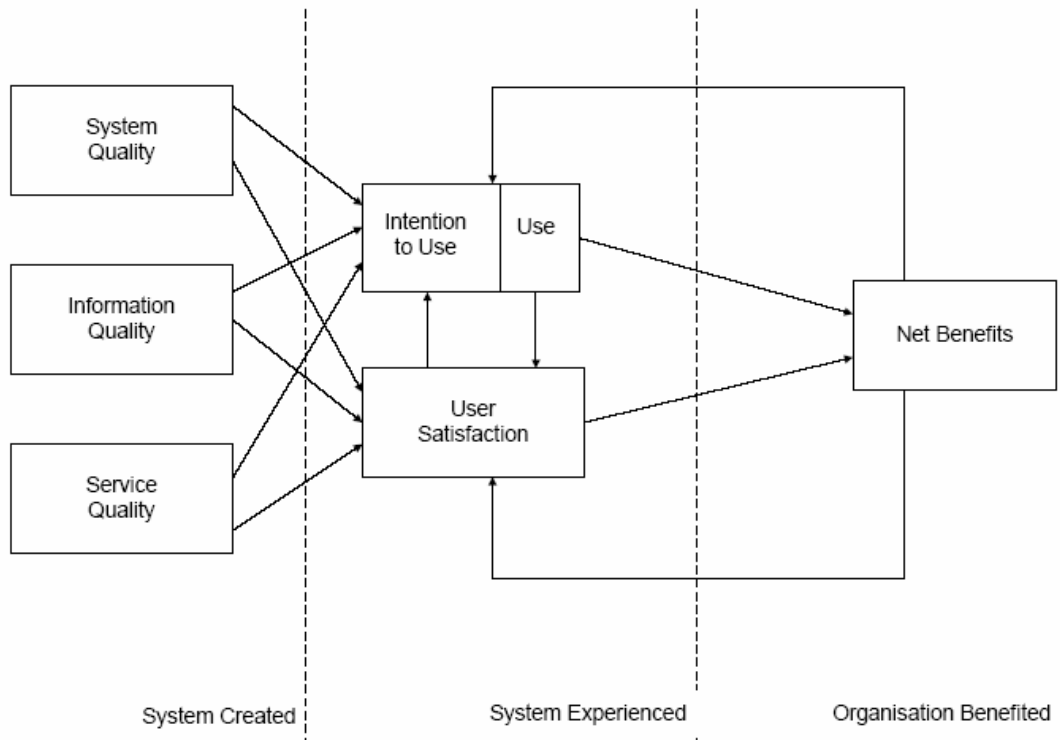 System
Quality
Intention
to Use
Use
Information
Quality
Net Benefits
User
Satisfaction
Service
Quality
System Created
System Experienced
Organisation Benefited